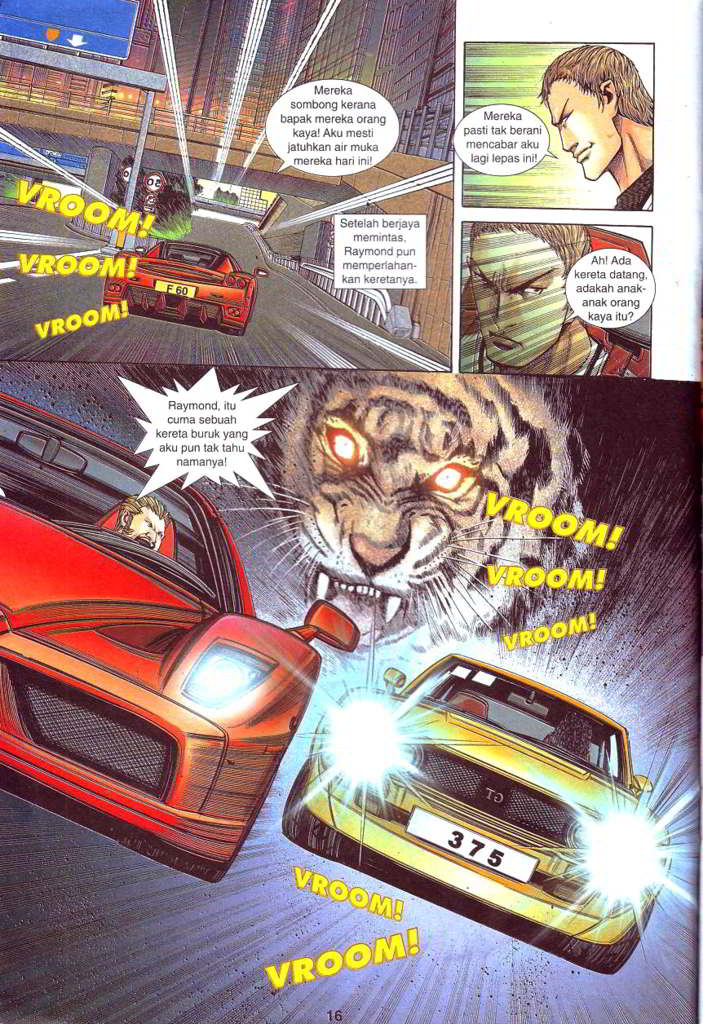 Mereka
sombong kerana
bapak mereka orang
kaya! Aku mesti
jatuhkan air muka
mereka hari ini!
Mereka
pasti tak berani
mencabar aku
lagi lepas ini!
VROOM!
VROOM!
VROOM!
F 60
Setelah berjaya
memintas,
Raymond pun
memperlahan-
kan keretanya.
Ah! Ada
kereta datang,
adakah anak-
anak orang
kaya itu?
Raymond, itu
cuma sebuah
kereta buruk yang
aku pun tak tahu
namanya!
VROOM!
VROOM!
VROOM!
GT
375
VROOM!
VROOM!
16